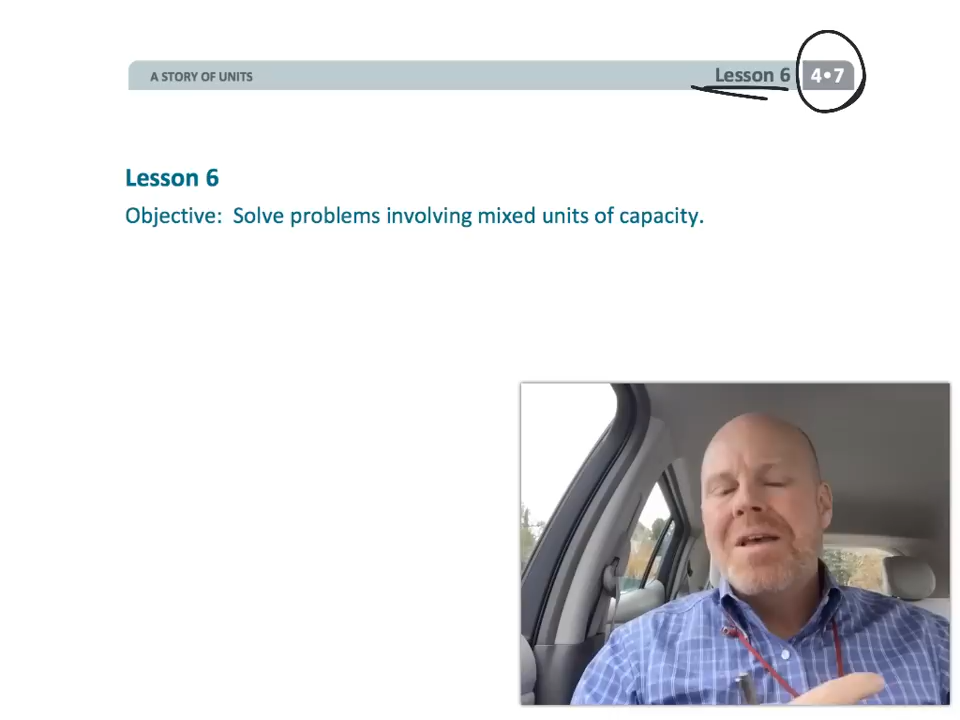 A STORY OF UNITS
Lesson 6 4•7
Lesson 6
Objective: Solve problems involving mixed units of capacity.